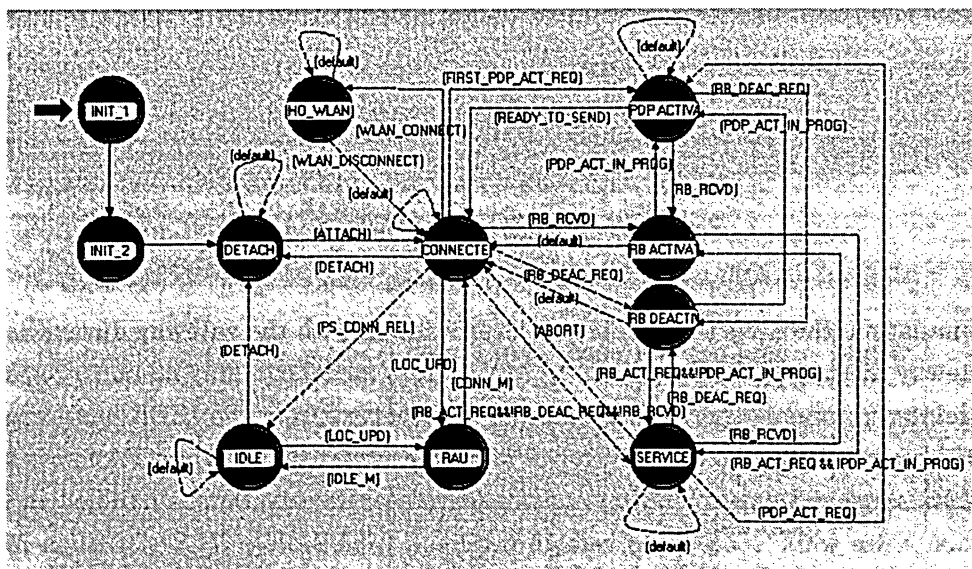 (default)
(default)
(FIRST_PDP_ACT_REQ)
INIT_1
HO_WLAN
PDP ACTIVA
(RB_DEAC_REQ)
(WLAN_CONNECT)
(READY_TO_SEND)
(PDP_ACT_IN_PROG)
(default)
(WLAN_DISCONNECT)
(PDP_ACT_IN_PROG)
(default)
(RB_RCVD)
(ATTACH)
(RB_RCVD)
INIT_2
DETACH
CONNECTE
(default)
RB ACTIVAT
(DETACH)
(RB_DEAC_REQ)
(default)
RB DEACTIV
(PS_CONN_REL)
(ABORT)
(DETACH)
(LOC_UPD)
(RB_ACT_REQ&&!PDP_ACT_IN_PROG)
(CONN_M)
(RB_DEAC_REQ)
(RB_ACT_REQ&&!RB_DEAC_REQ&&!RB_RCVD)
(LOC_UPD)
(RB_RCVD)
(default)
IDLE
RAU
SERVICE
(RB_ACT_REQ && !PDP_ACT_IN_PROG)
(IDLE_M)
(PDP_ACT_REQ)
(default)